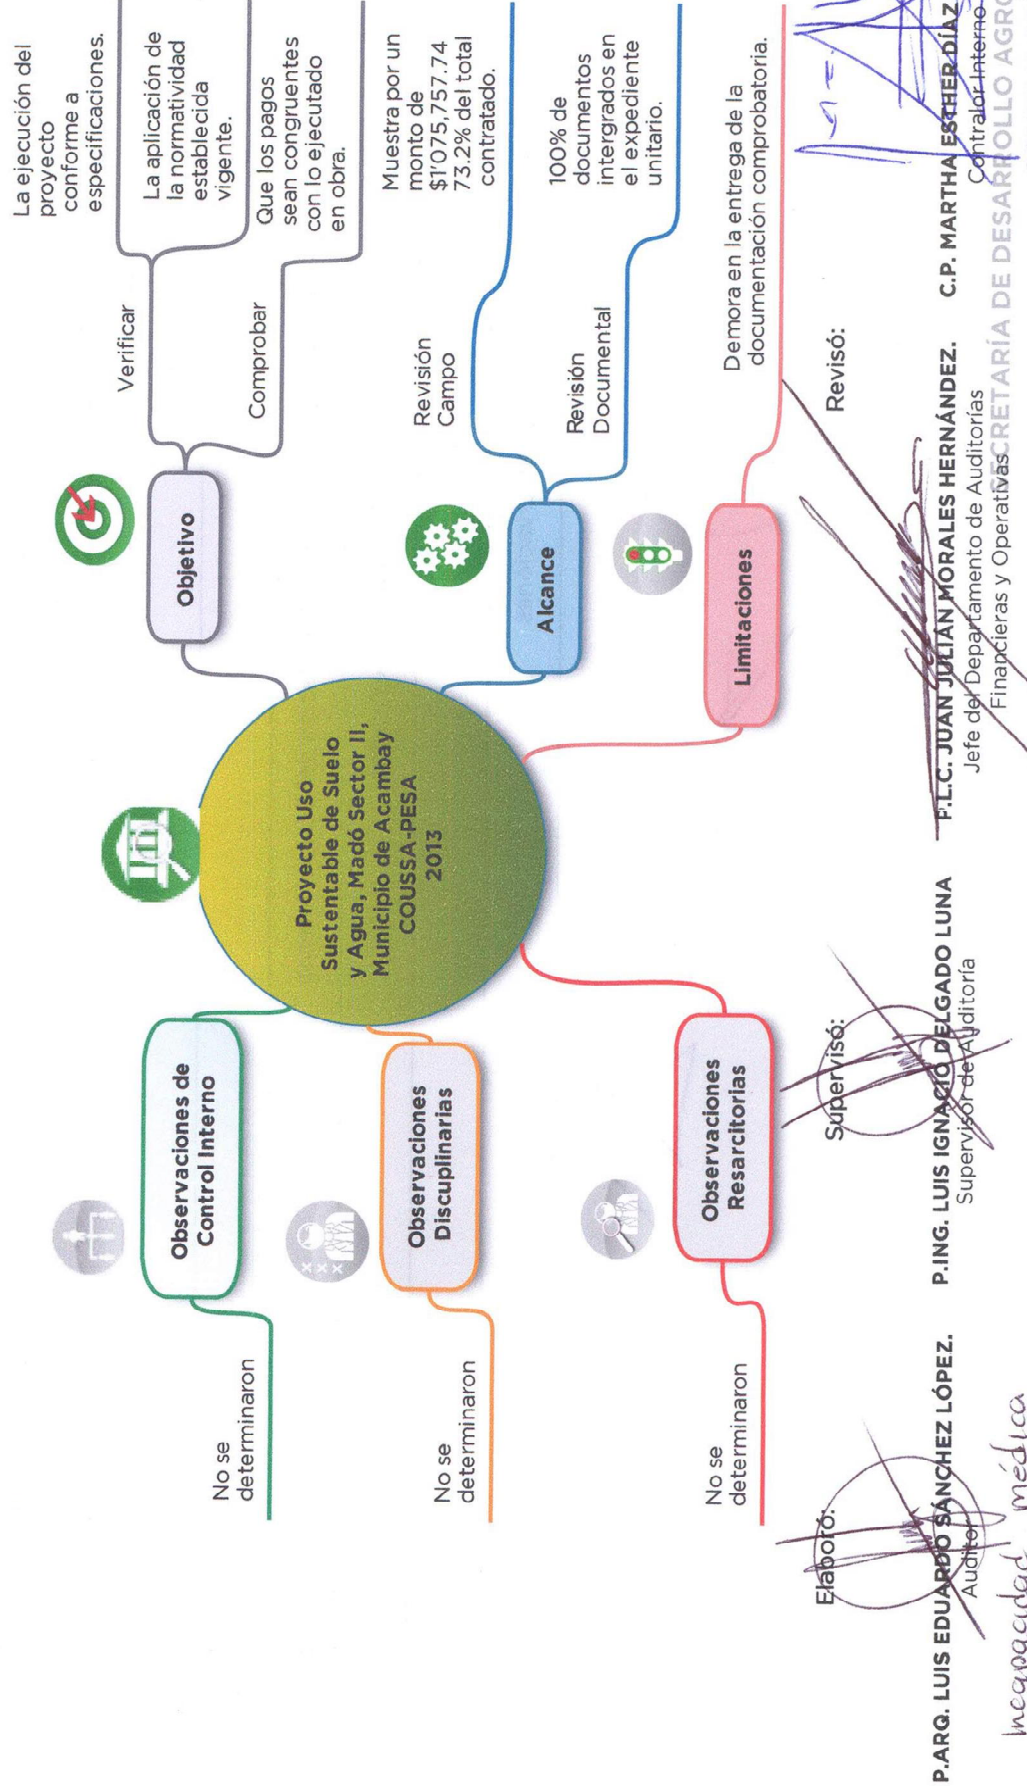 Proyecto Uso
Sustentable de Suelo
y Agua, Madó Sector II,
Municipio de Acambay
COUSSA-PESA
2013
Objetivo
Verificar
La ejecución del
proyecto
conforme a
especificaciones.
La aplicación de
la normatividad
establecida
vigente.
Comprobar
Que los pagos
sean congruentes
con lo ejecutado
en obra.
Alcance
Revisión
Campo
Muestra por un
monto de
$1'075,757.74
73.2% del total
contratado.
Revisión
Documental
100% de
documentos
intergrados en
el expediente
unitario.
Limitaciones
Demora en la entrega de la
documentación comprobatoria.
Observaciones de
Control Interno
No se
determinaron
Observaciones
Discuplinarias
No se
determinaron
Observaciones
Resarcitorias
No se
determinaron
Elaboró:
P.ARQ. LUIS EDUARDO SÁNCHEZ LÓPEZ.
Auditor
Incapacidad médica
Supervisó:
P.ING. LUIS IGNACIO DELGADO LUNA
Supervisor de Auditoría
Revisó:
P.L.C. JUAN JULIÁN MORALES HERNÁNDEZ.
Jefe del Departamento de Auditorías
Financieras y Operativas
C.P. MARTHA ESTHER DÍAZ
Contralor Interno
SECRETARÍA DE DESARROLLO AGRO